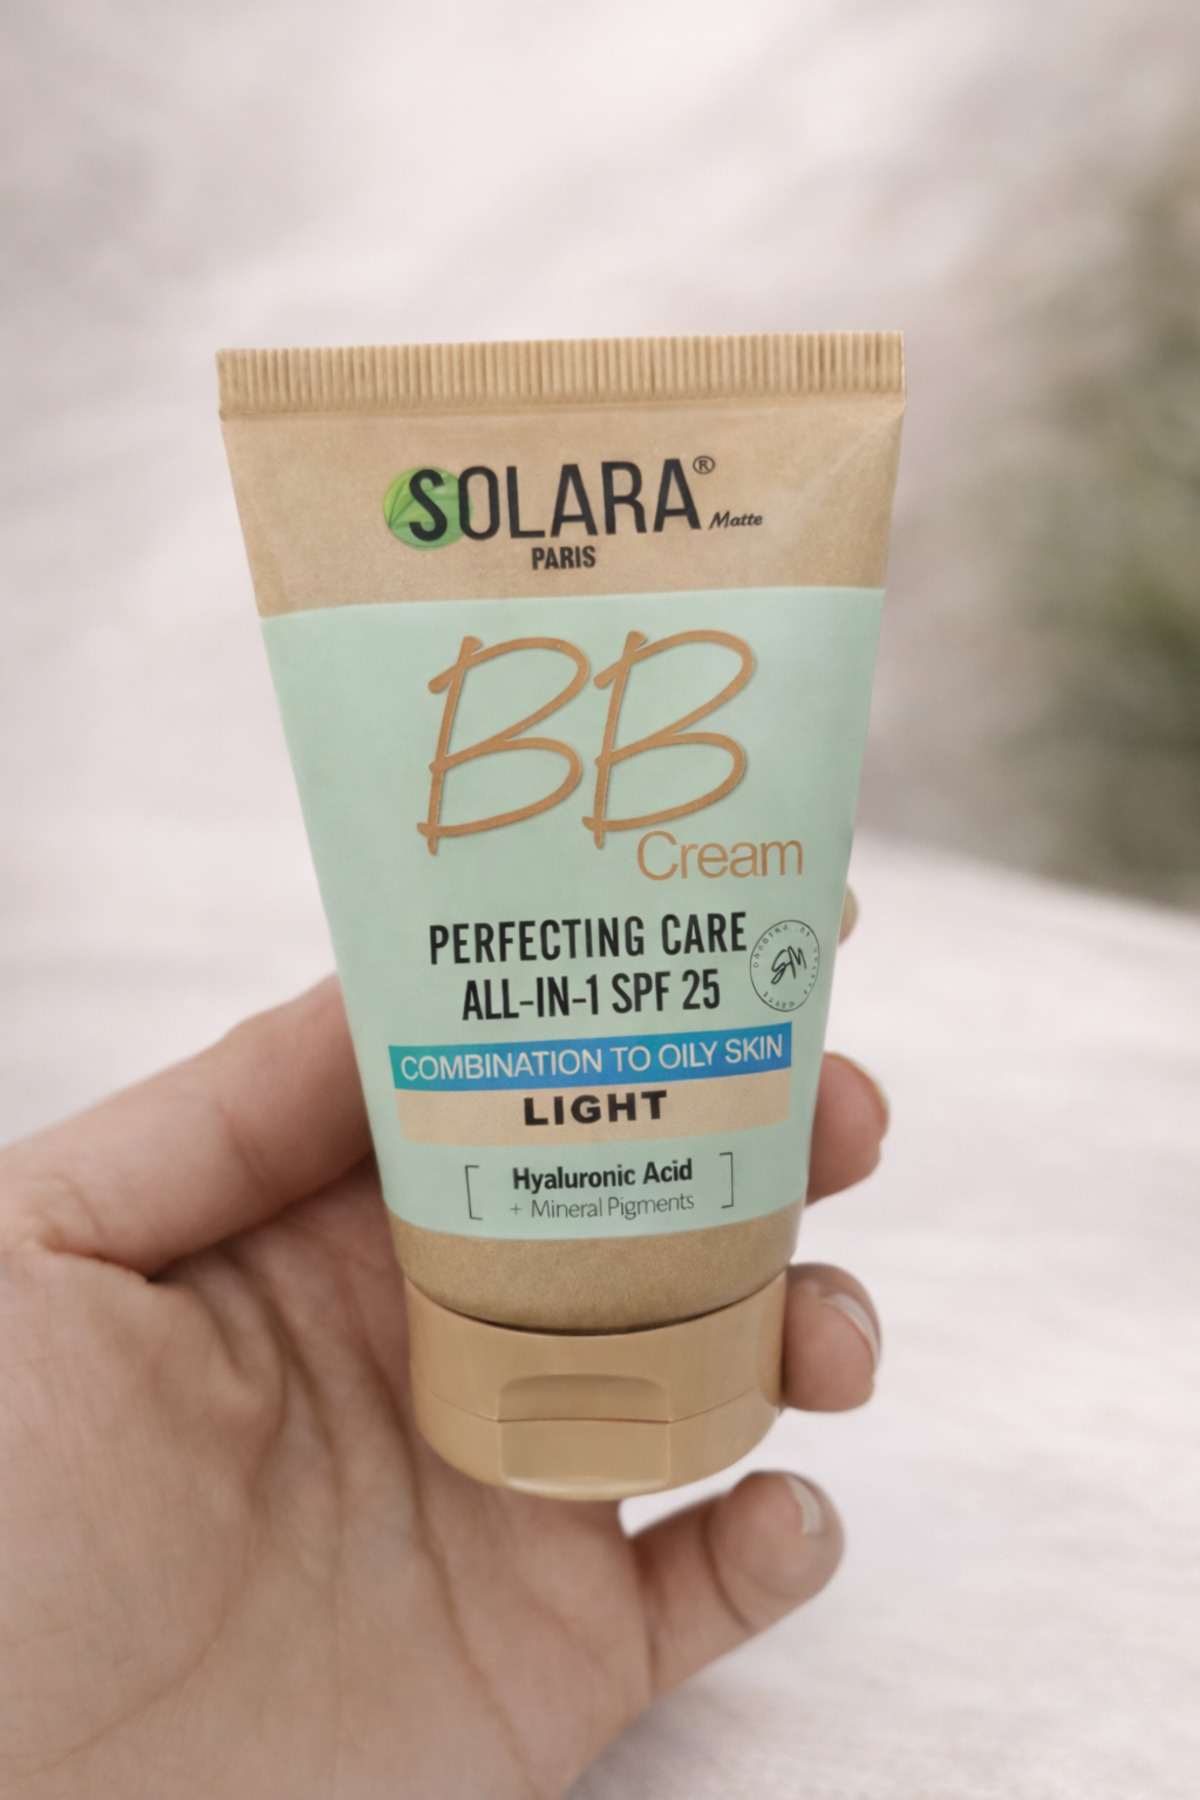 SOLARA® Matte
PARIS
BB
Cream
PERFECTING CARE
ALL-IN-1 SPF 25
SM
COMBINATION TO OILY SKIN
LIGHT
[ Hyaluronic Acid
+ Mineral Pigments ]